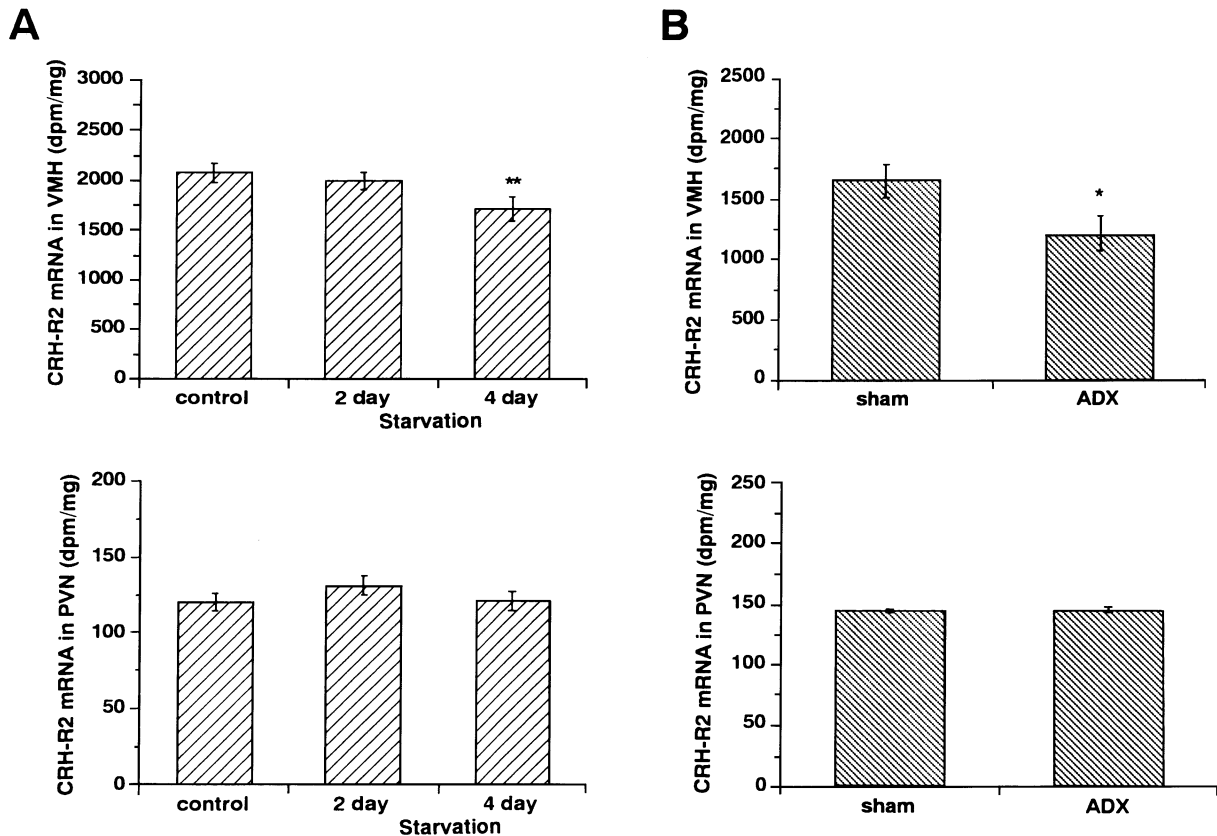 A
CRH-R2 mRNA in VMH (dpm/mg)
3000
2500
2000
1500
1000
500
0
**
control 2 day 4 day
Starvation
B
CRH-R2 mRNA in VMH (dpm/mg)
2500
2000
1500
1000
500
0
*
sham ADX
CRH-R2 mRNA in PVN (dpm/mg)
200
150
100
50
0
control 2 day 4 day
Starvation
CRH-R2 mRNA in PVN (dpm/mg)
250
200
150
100
50
0
sham ADX